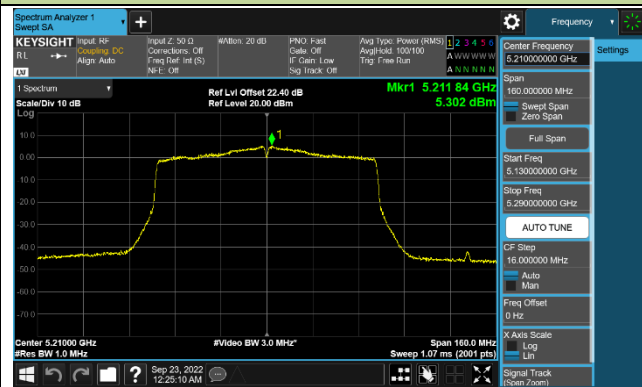 Spectrum Analyzer 1
Swept SA
Frequency
KEYSIGHT
RL
LXI
Input: RF
Coupling: DC
Align: Auto
Input Z: 50 Ω
Corrections: Off
Freq Ref: Int (S)
NFE: Off
#Atten: 20 dB
PNO: Fast
Gate: Off
IF Gain: Low
Sig Track: Off
Avg Type: Power (RMS)
Avg|Hold: 100/100
Trig: Free Run
1 2 3 4 5 6
A W W W W W
A N N N N N
1 Spectrum
Scale/Div 10 dB
Log
Ref Lvl Offset 22.40 dB
Ref Level 20.00 dBm
Mkr1 5.211 84 GHz
5.302 dBm
1
10.0
0.00
-10.0
-20.0
-30.0
-40.0
-50.0
-60.0
-70.0
Center 5.21000 GHz
#Res BW 1.0 MHz
#Video BW 3.0 MHz*
Span 160.0 MHz
Sweep 1.07 ms (2001 pts)
Sep 23, 2022
12:25:10 AM
Center Frequency
5.210000000 GHz
Settings
Span
160.000000 MHz
Swept Span
Zero Span
Full Span
Start Freq
5.130000000 GHz
Stop Freq
5.290000000 GHz
AUTO TUNE
CF Step
16.000000 MHz
Auto
Man
Freq Offset
0 Hz
X Axis Scale
Log
Lin
Signal Track
(Span Zoom)